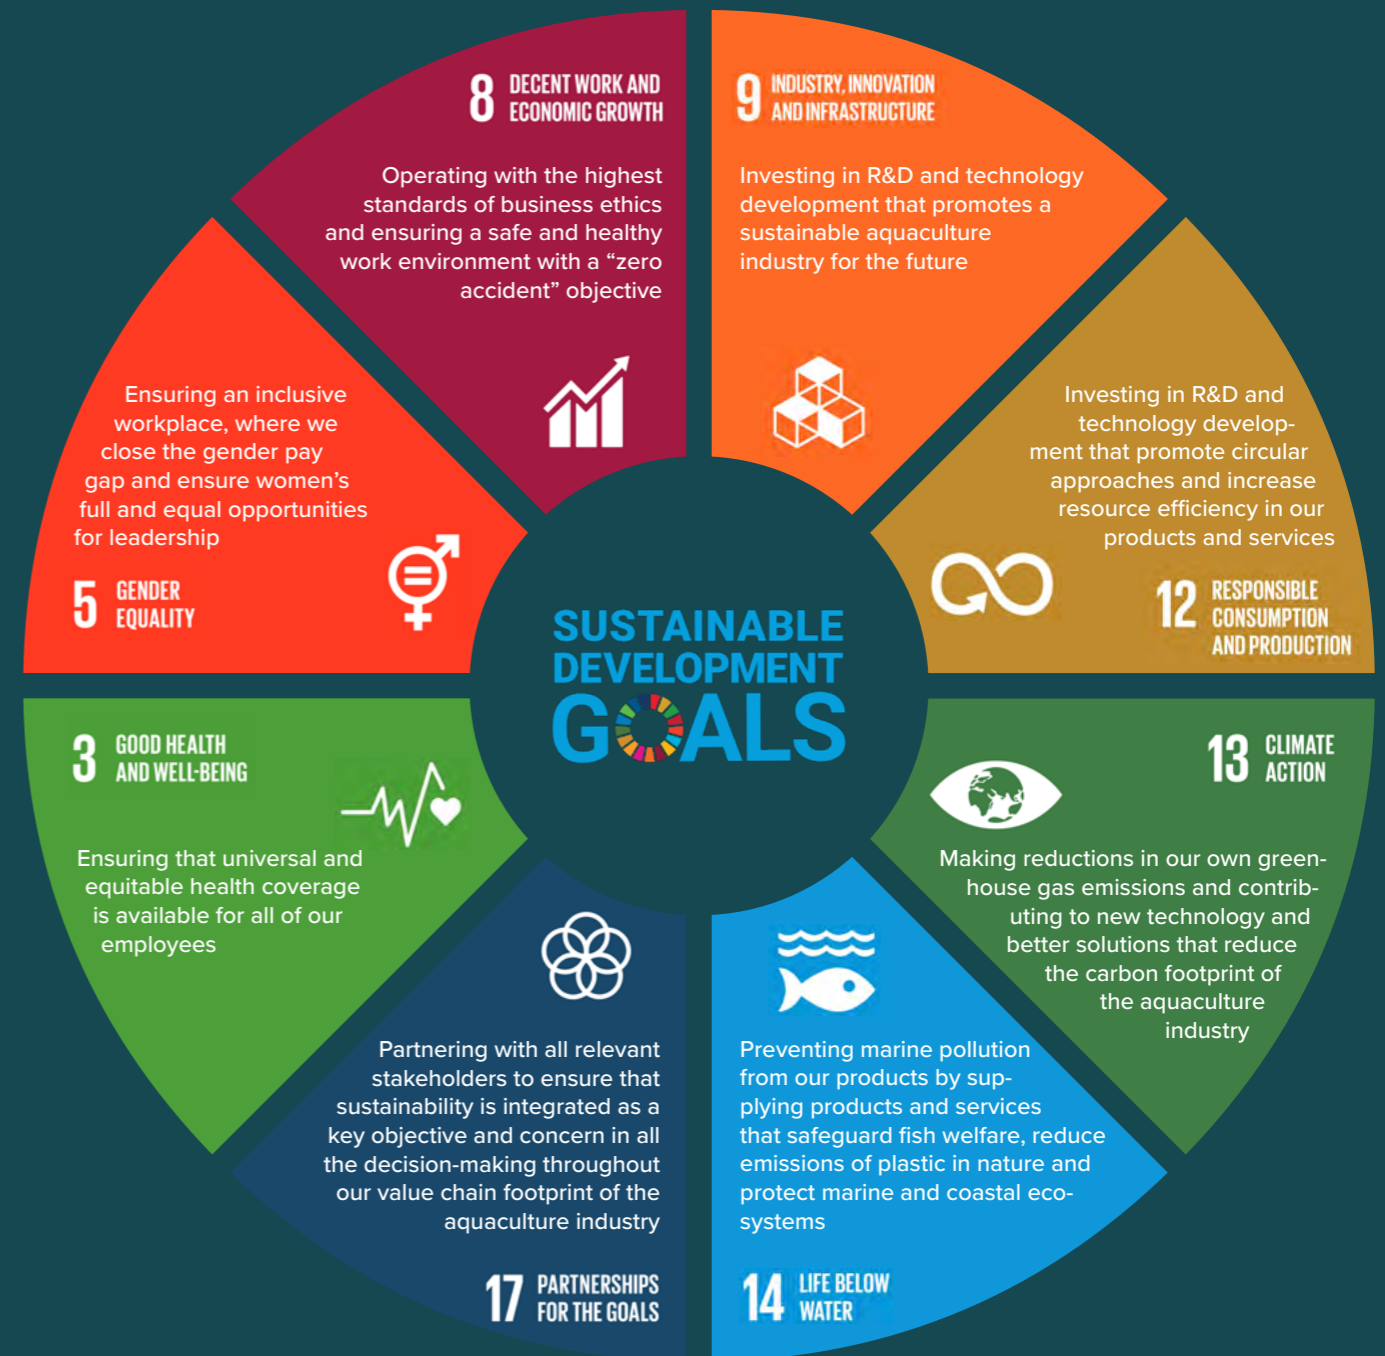 8 DECENT WORK AND
ECONOMIC GROWTH
Operating with the highest
standards of business ethics
and ensuring a safe and healthy
work environment with a “zero
accident” objective
9 INDUSTRY, INNOVATION
AND INFRASTRUCTURE
Investing in R&D and technology
development that promotes a
sustainable aquaculture
industry for the future
Ensuring an inclusive
workplace, where we
close the gender pay
gap and ensure women’s
full and equal opportunities
for leadership
5 GENDER
EQUALITY
Investing in R&D and
technology develop-
ment that promote circular
approaches and increase
resource efficiency in our
products and services
12 RESPONSIBLE
CONSUMPTION
AND PRODUCTION
SUSTAINABLE
DEVELOPMENT
GOALS
3 GOOD HEALTH
AND WELL-BEING
Ensuring that universal and
equitable health coverage
is available for all of our
employees
13 CLIMATE
ACTION
Making reductions in our own green-
house gas emissions and contrib-
uting to new technology and
better solutions that reduce
the carbon footprint of
the aquaculture
industry
Partnering with all relevant
stakeholders to ensure that
sustainability is integrated as a
key objective and concern in all
the decision-making throughout
our value chain footprint of the
aquaculture industry
17 PARTNERSHIPS
FOR THE GOALS
Preventing marine pollution
from our products by sup-
plying products and services
that safeguard fish welfare, reduce
emissions of plastic in nature and
protect marine and coastal eco-
systems
14 LIFE BELOW
WATER